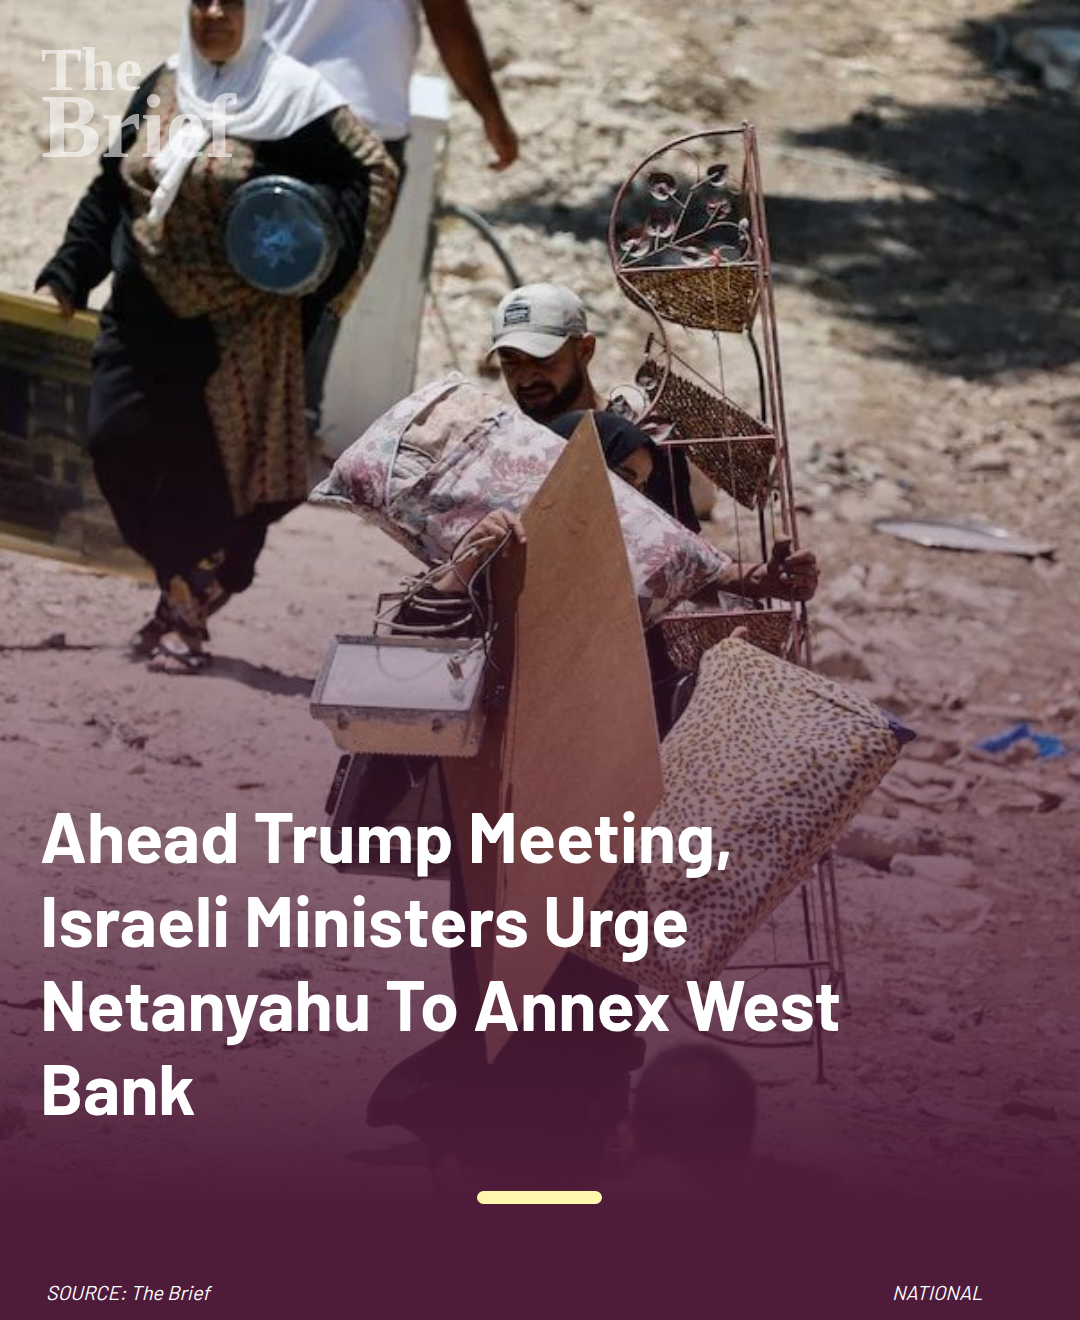 The
Brief
Ahead Trump Meeting,
Israeli Ministers Urge
Netanyahu To Annex West
Bank
SOURCE: The Brief
NATIONAL